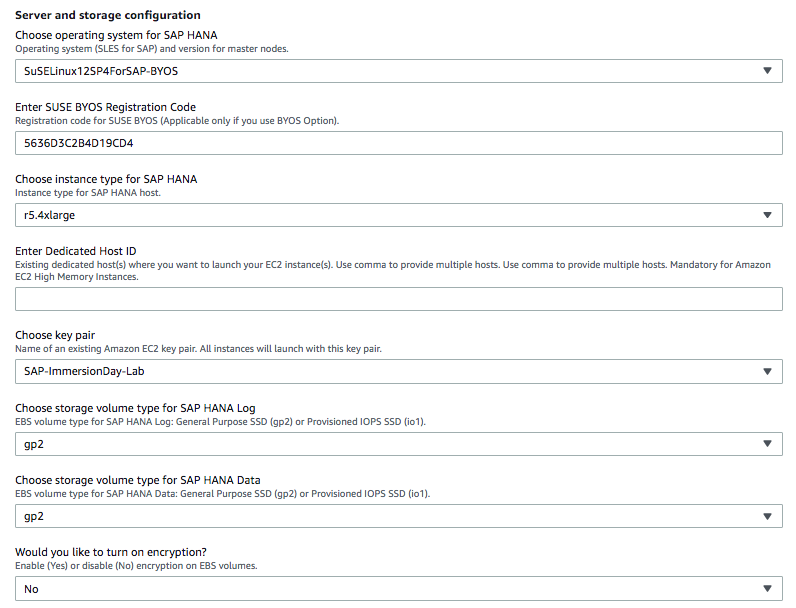 Server and storage configuration
Choose operating system for SAP HANA
Operating system (SLES for SAP) and version for master nodes.
SuSELinux12SP4ForSAP-BYOS
Enter SUSE BYOS Registration Code
Registration code for SUSE BYOS (Applicable only if you use BYOS Option).
5636D3C2B4D19CD4
Choose instance type for SAP HANA
Instance type for SAP HANA host.
r5.4xlarge
Enter Dedicated Host ID
Existing dedicated host(s) where you want to launch your EC2 instance(s). Use comma to provide multiple hosts. Use comma to provide multiple hosts. Mandatory for Amazon
EC2 High Memory Instances.
Choose key pair
Name of an existing Amazon EC2 key pair. All instances will launch with this key pair.
SAP-ImmersionDay-Lab
Choose storage volume type for SAP HANA Log
EBS volume type for SAP HANA Log: General Purpose SSD (gp2) or Provisioned IOPS SSD (io1).
gp2
Choose storage volume type for SAP HANA Data
EBS volume type for SAP HANA Data: General Purpose SSD (gp2) or Provisioned IOPS SSD (io1).
gp2
Would you like to turn on encryption?
Enable (Yes) or disable (No) encryption on EBS volumes.
No